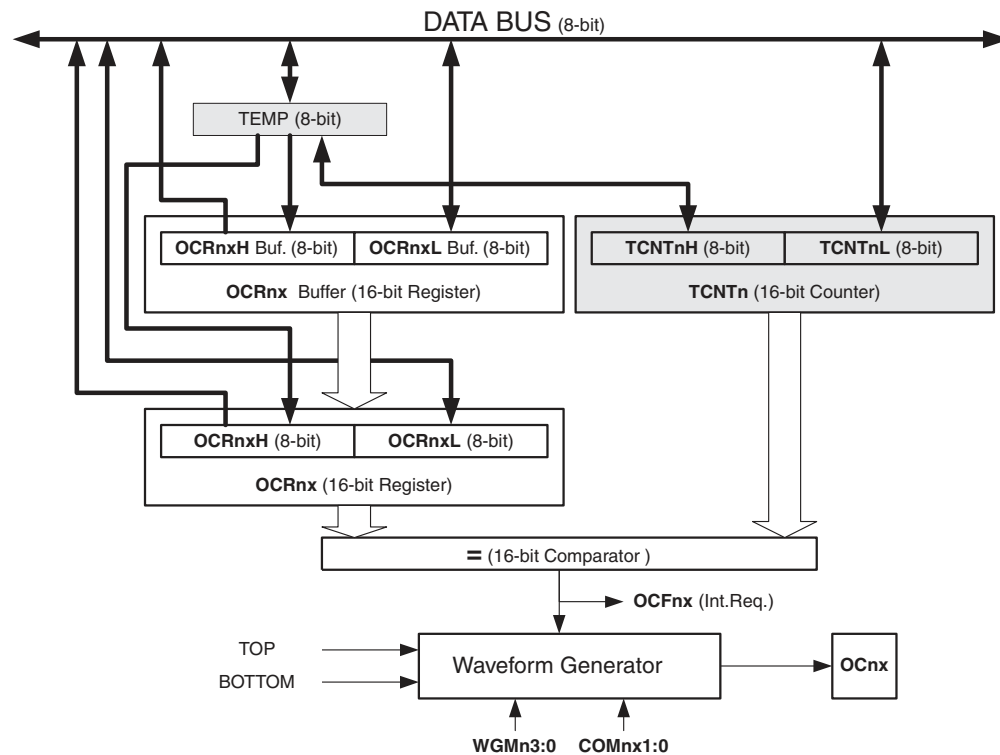 DATA BUS (8-bit)
TEMP (8-bit)
OCRnxH Buf. (8-bit)
OCRnxL Buf. (8-bit)
OCRnx Buffer (16-bit Register)
TCNTnH (8-bit)
TCNTnL (8-bit)
TCNTn (16-bit Counter)
OCRnxH (8-bit)
OCRnxL (8-bit)
OCRnx (16-bit Register)
= (16-bit Comparator )
OCFnx (Int.Req.)
TOP
BOTTOM
Waveform Generator
OCnx
WGMn3:0
COMnx1:0